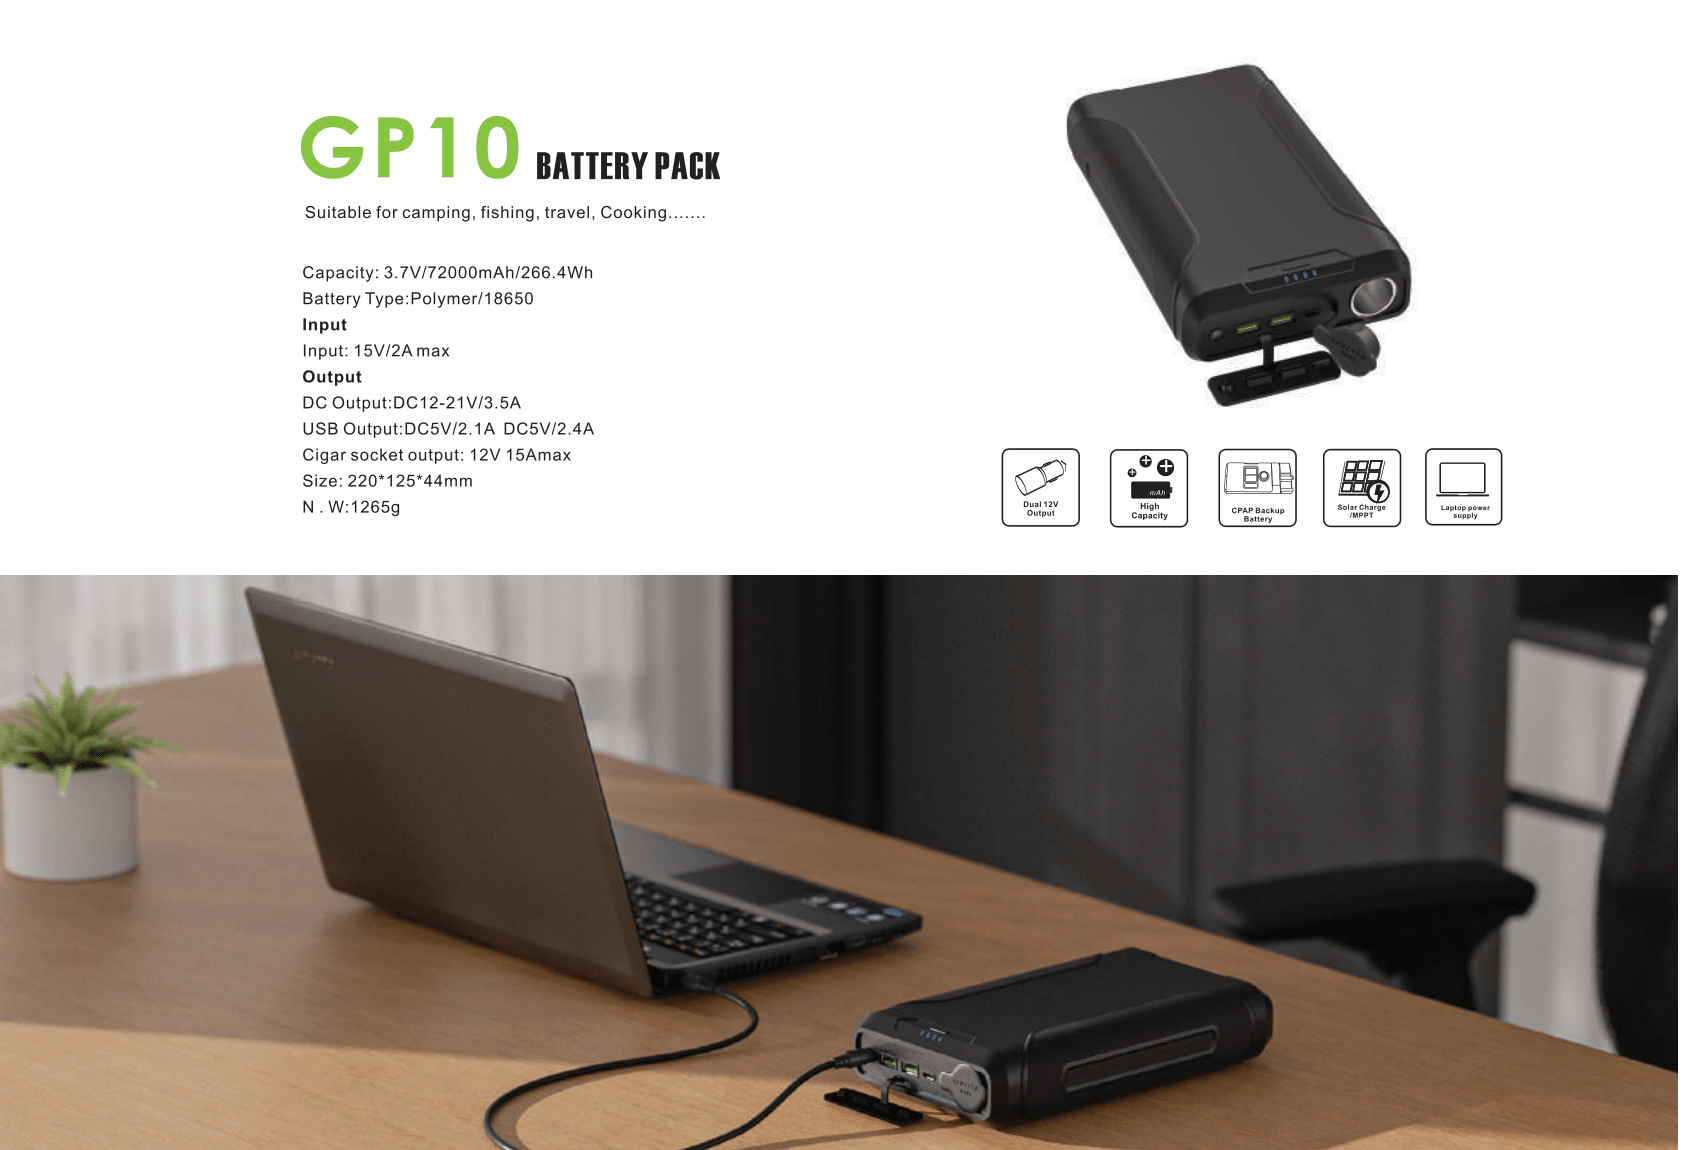 GP10 BATTERY PACK
Suitable for camping, fishing, travel, Cooking.......
Capacity: 3.7V/72000mAh/266.4Wh
Battery Type:Polymer/18650
Input
Input: 15V/2A max
Output
DC Output:DC12-21V/3.5A
USB Output:DC5V/2.1A  DC5V/2.4A
Cigar socket output: 12V 15Amax
Size: 220*125*44mm
N . W:1265g
Dual 12V
Output
mAh
High
Capacity
CPAP Backup
Battery
Solar Charge
/MPPT
Laptop power
supply